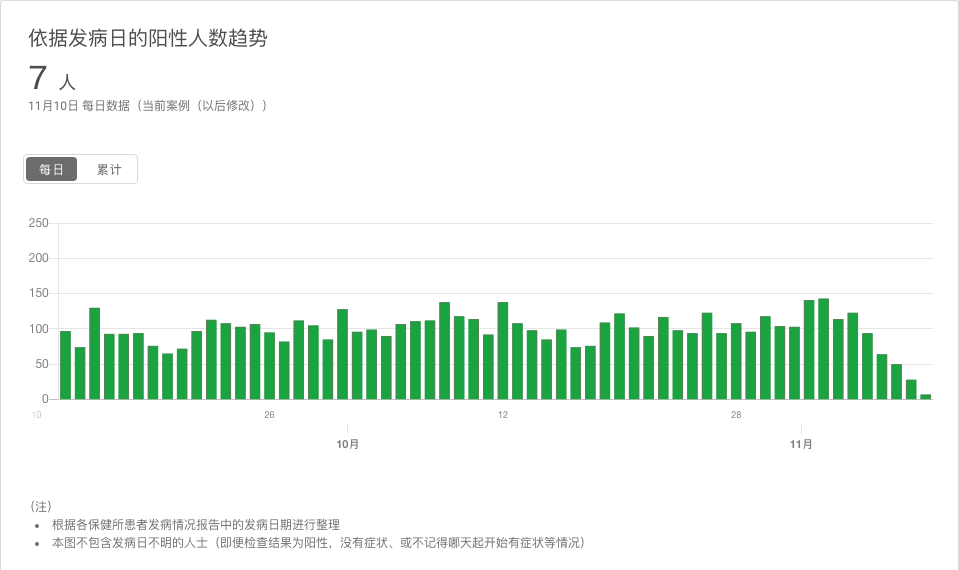 依据发病日的阳性人数趋势
7 人
11月10日 每日数据（当前案例（以后修改））
每日 累计
250
200
150
100
50
0
10 26 12 28
10月 11月
（注）
• 根据各保健所患者发病情况报告中的发病日期进行整理
• 本图不包含发病日不明的人士（即便检查结果为阳性，没有症状、或不记得哪天起开始有症状等情况）